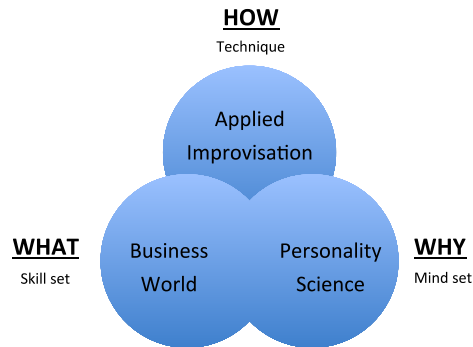 HOW
Technique
Applied
Improvisation
WHAT
Skill set
Business
World
Personality
Science
WHY
Mind set